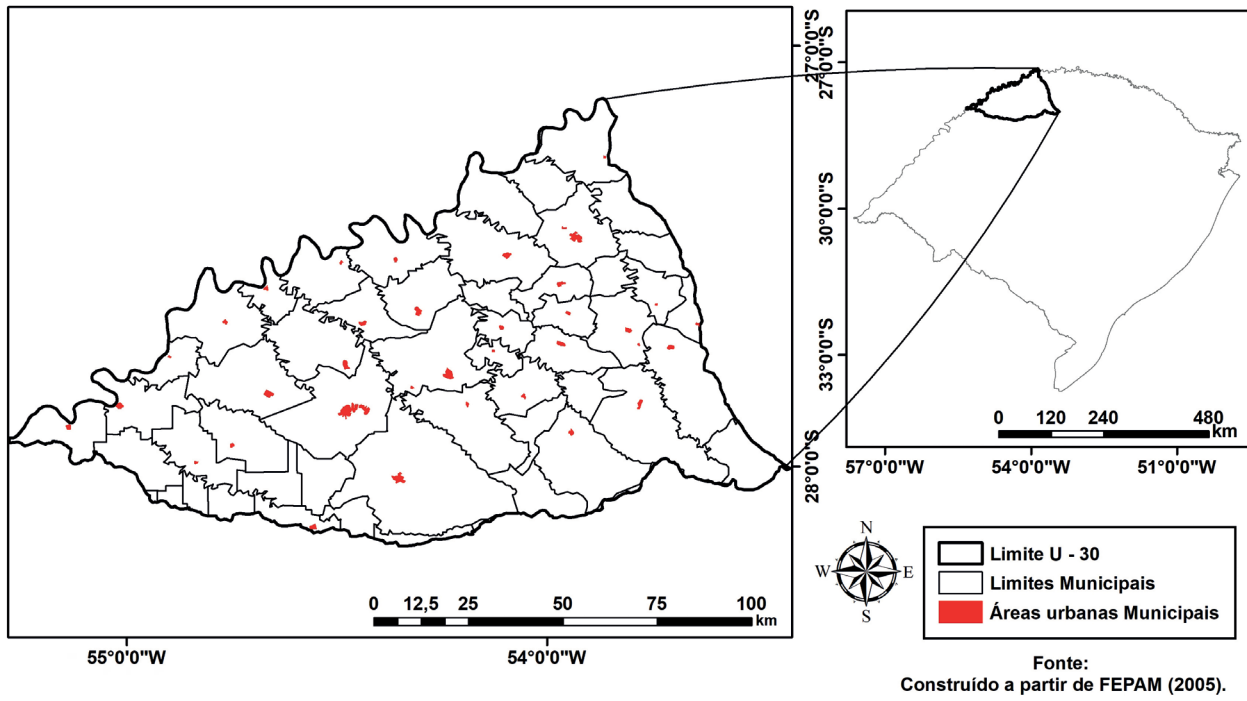 27°0'0"S
28°0'0"S
55°0'0"W
54°0'0"W
0 12,5 25 50 75 100
km
27°0'0"S
30°0'0"S
33°0'0"S
57°0'0"W
54°0'0"W
51°0'0"W
0 120 240 480
km
N
W
E
S
Limite U - 30
Limites Municipais
Áreas urbanas Municipais
Fonte:
Construído a partir de FEPAM (2005).